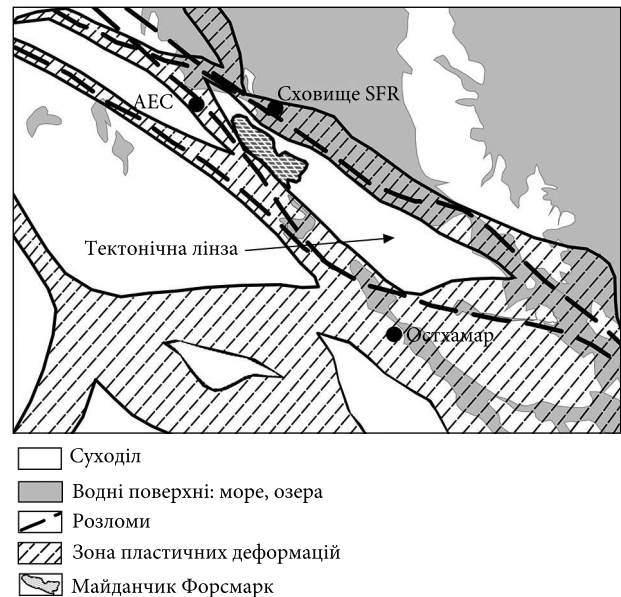 АЕС
Сховище SFR
Тектонічна лінза
Остхамар
Суходіл
Водні поверхні: море, озера
Розломи
Зона пластичних деформацій
Майданчик Форсмарк